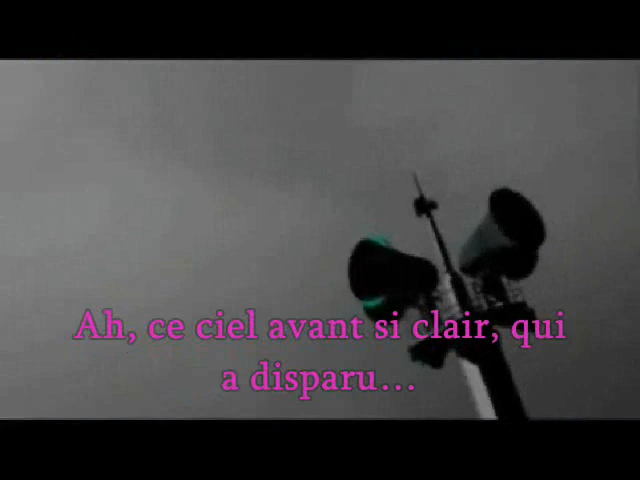 Ah, ce ciel avant si clair, qui
a disparu...